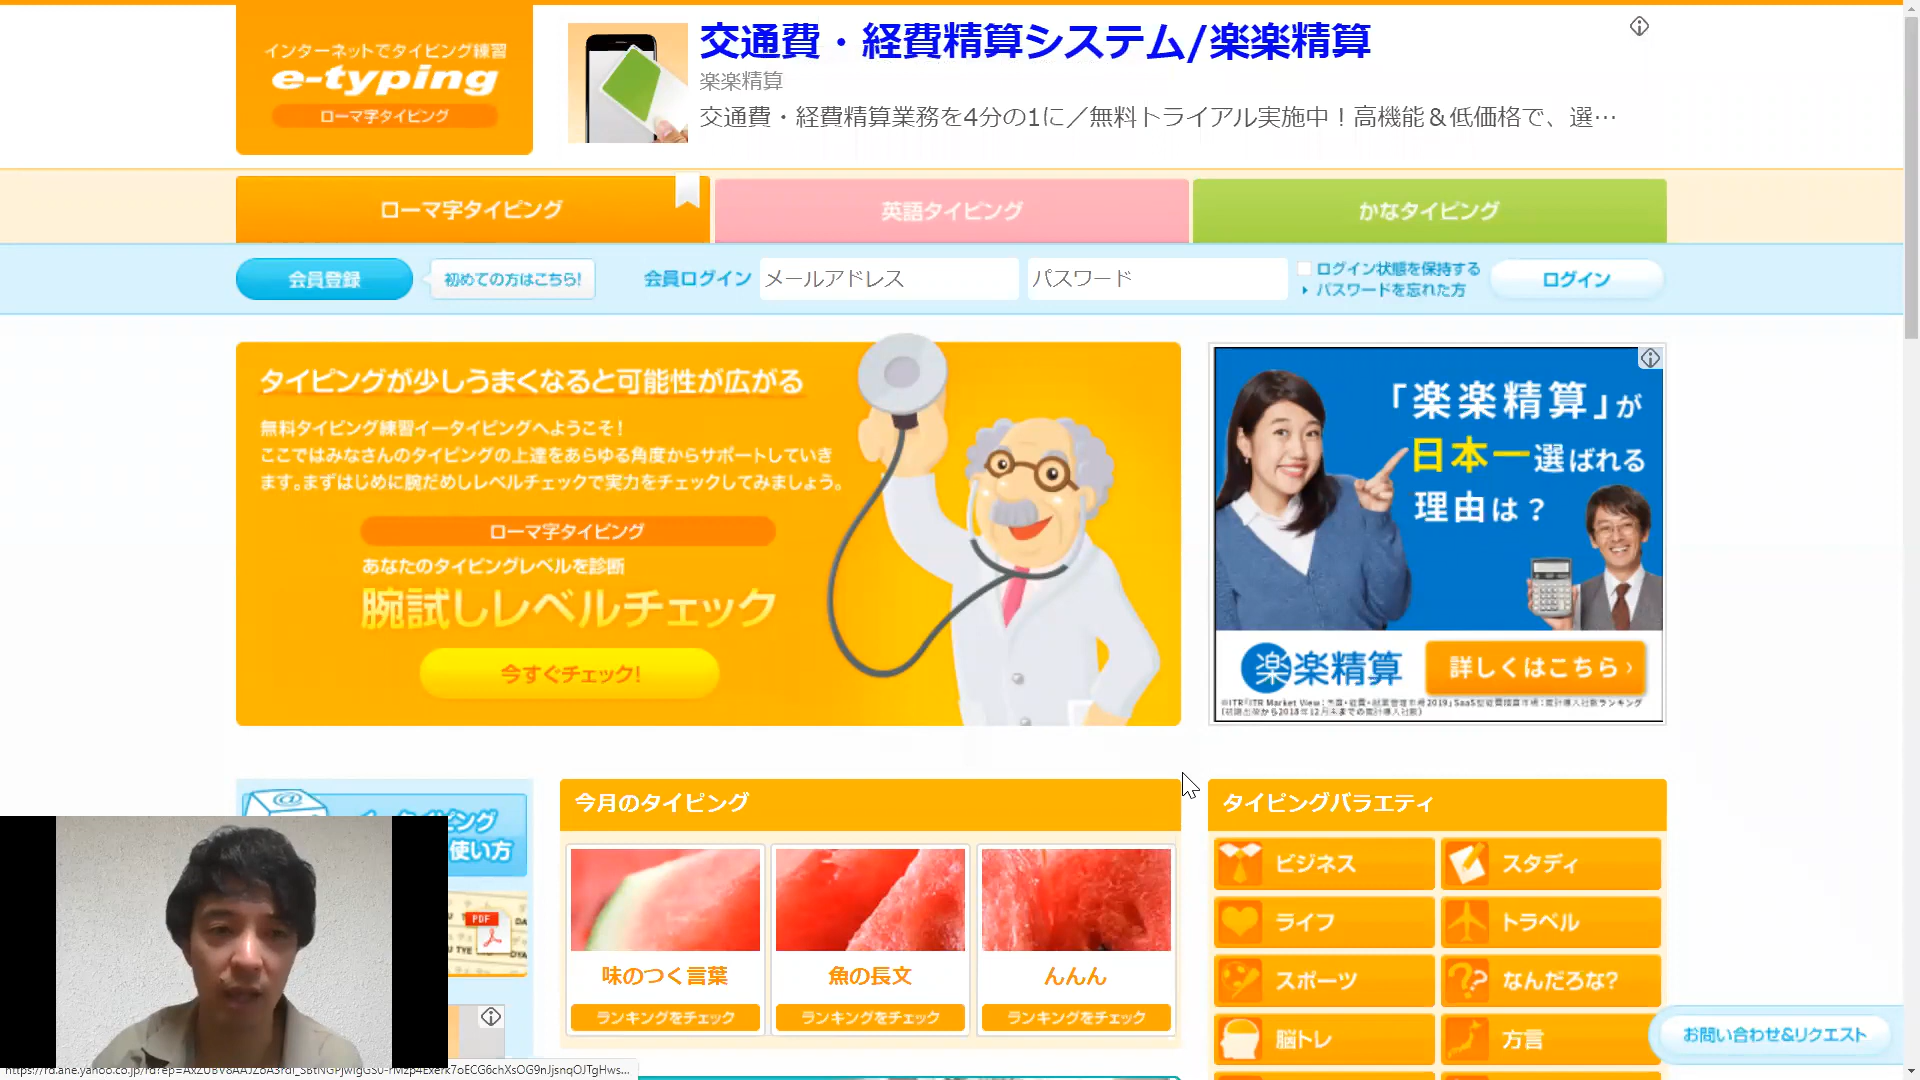 インターネットでタイピング練習
e-typing
ローマ字タイピング
交通費・経費精算システム/楽楽精算
楽楽精算
交通費・経費精算業務を4分の1に／無料トライアル実施中！高機能＆低価格で、選…
ローマ字タイピング
英語タイピング
かなタイピング
会員登録
初めての方はこちら!
会員ログイン
メールアドレス
パスワード
ログイン状態を保持する
パスワードを忘れた方
ログイン
タイピングが少しうまくなると可能性が広がる
無料タイピング練習イータイピングへようこそ！
ここではみなさんのタイピングの上達をあらゆる角度からサポートしていき
ます。まずはじめに腕だめしレベルチェックで実力をチェックしてみましょう。
ローマ字タイピング
あなたのタイピングレベルを診断
腕試しレベルチェック
今すぐチェック!
「楽楽精算」が
日本一選ばれる
理由は？
楽楽精算
詳しくはこちら ›
今月のタイピング
味のつく言葉
ランキングをチェック
魚の長文
ランキングをチェック
んんん
ランキングをチェック
タイピングバラエティ
ビジネス
スタディ
ライフ
トラベル
スポーツ
なんだろな?
脳トレ
方言
使い方
PDF
お問い合わせ&リクエスト